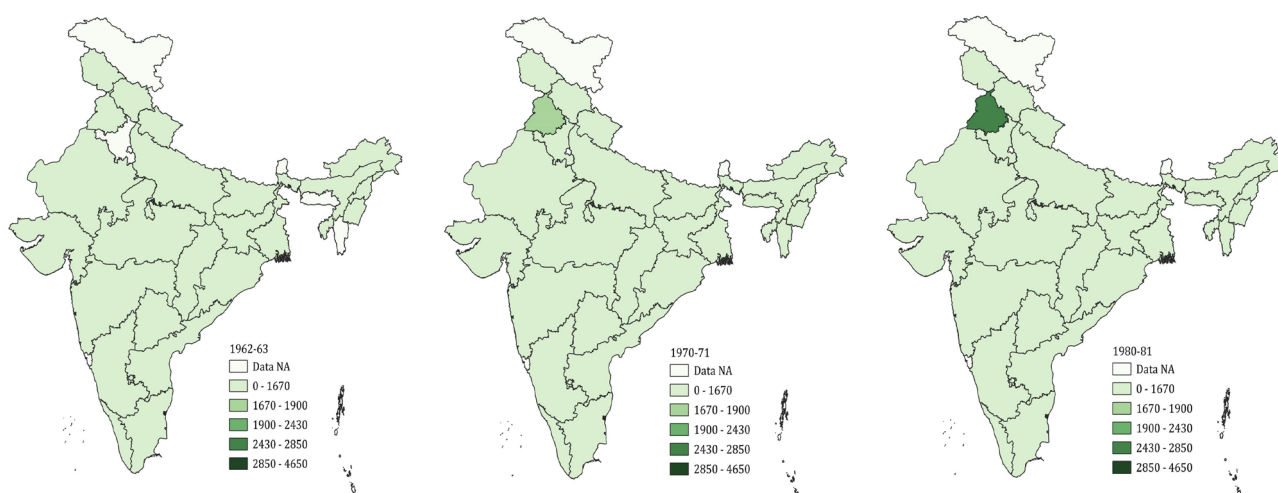 1962-63
Data NA
0 - 1670
1670 - 1900
1900 - 2430
2430 - 2850
2850 - 4650
1970-71
Data NA
0 - 1670
1670 - 1900
1900 - 2430
2430 - 2850
2850 - 4650
1980-81
Data NA
0 - 1670
1670 - 1900
1900 - 2430
2430 - 2850
2850 - 4650